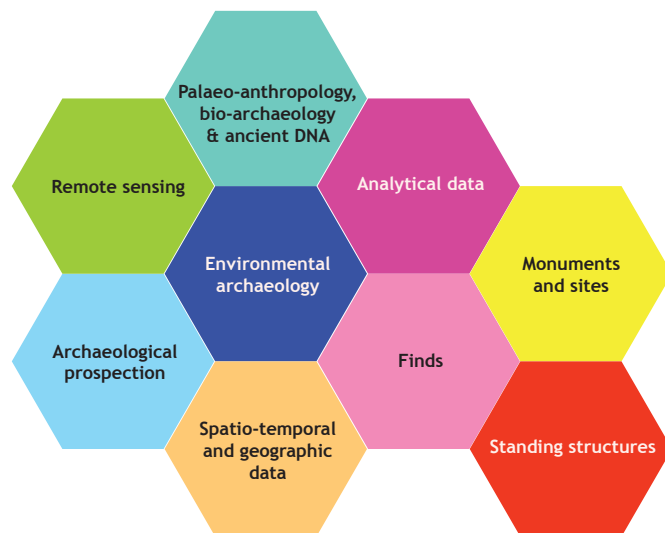 Palaeo-anthropology,
bio-archaeology
& ancient DNA
Remote sensing
Analytical data
Environmental
archaeology
Monuments
and sites
Archaeological
prospection
Finds
Spatio-temporal
and geographic
data
Standing structures